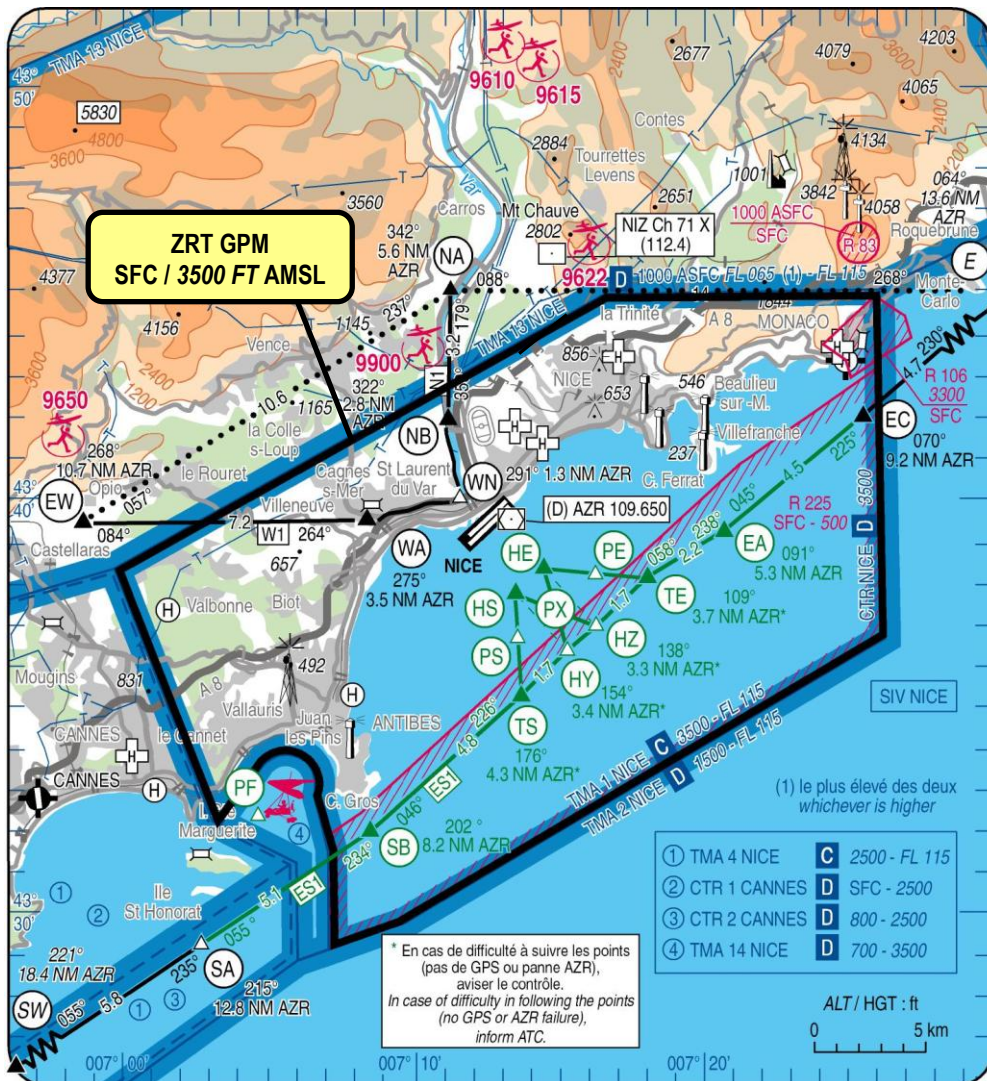 TMA 13 NICE
43°
50'
5830
4800
3600
9610
9615
2400
2677
4079
3600
4203
4065
2400
Contes
2884
Tourrettes
Levens
1001
4134
3842
4058
1200
064°
13.6 NM
AZR
Roquebrune
3560
Var
Carros
2651
Mt Chauve
2802
9622
NIZ Ch 71 X
(112.4)
1000 ASFC
SFC
R 83
ZRT GPM
SFC / 3500 FT AMSL
342°
5.6 NM
AZR
NA
088°
D
1000 ASFC FL 065 (1) - FL 115
14
268°
E
Monte-
Carlo
4377
4156
237°
1145
Vence
9900
3.2
179°
N1
TMA 13 NICE
la Trinité
A 8
1844
MONACO
3600
1200
9650
10.6
1165
322°
2.8 NM
AZR
NB
856
NICE
653
546
Beaulieu
sur -M.
Villefranche
237
C. Ferrat
4.7
230°
R 106
3300
SFC
EC
070°
9.2 NM AZR
268°
10.7 NM AZR
EW
Opio
057°
la Colle
s-Loup
le Rouret
Cagnes
s-Mer
St Laurent
du Var
WN
291° 1.3 NM AZR
225°
4.5
43°
40'
084°
7.2
Villeneuve
W1
264°
657
WA
275°
3.5 NM AZR
NICE
(D) AZR 109.650
R 225
SFC - 500
045°
238°
2.2
058°
EA
091°
5.3 NM AZR
CTR NICE D 3500
Castellaras
HE
PE
HS
PX
TE
109°
3.7 NM AZR*
1.7
HZ
138°
3.3 NM AZR*
PS
HY
154°
3.4 NM AZR*
1.7
TS
176°
4.3 NM AZR*
H
Valbonne
Biot
Mougins
831
A 8
492
Vallauris
H
226°
4.8
ES1
SIV NICE
CANNES
H
le Cannet
Juan
les Pins
ANTIBES
TMA 1 NICE C 3500 - FL 115
TMA 2 NICE D 1500 - FL 115
CANNES
H
PF
Marguerite
C. Gros
4
046°
234°
SB
202 °
8.2 NM AZR
(1) le plus élevé des deux
whichever is higher
1 TMA 4 NICE C 2500 - FL 115
2 CTR 1 CANNES D SFC - 2500
3 CTR 2 CANNES D 800 - 2500
4 TMA 14 NICE D 700 - 3500
43°
30'
1
2
Ile
St Honorat
5.1
ES1
055°
235°
SA
215°
12.8 NM AZR
221°
18.4 NM AZR
SW
055°
5.8
1
3
* En cas de difficulté à suivre les points
(pas de GPS ou panne AZR),
aviser le contrôle.
In case of difficulty in following the points
(no GPS or AZR failure),
inform ATC.
ALT / HGT : ft
0 5 km
007° 00'
007° 10'
007° 20'